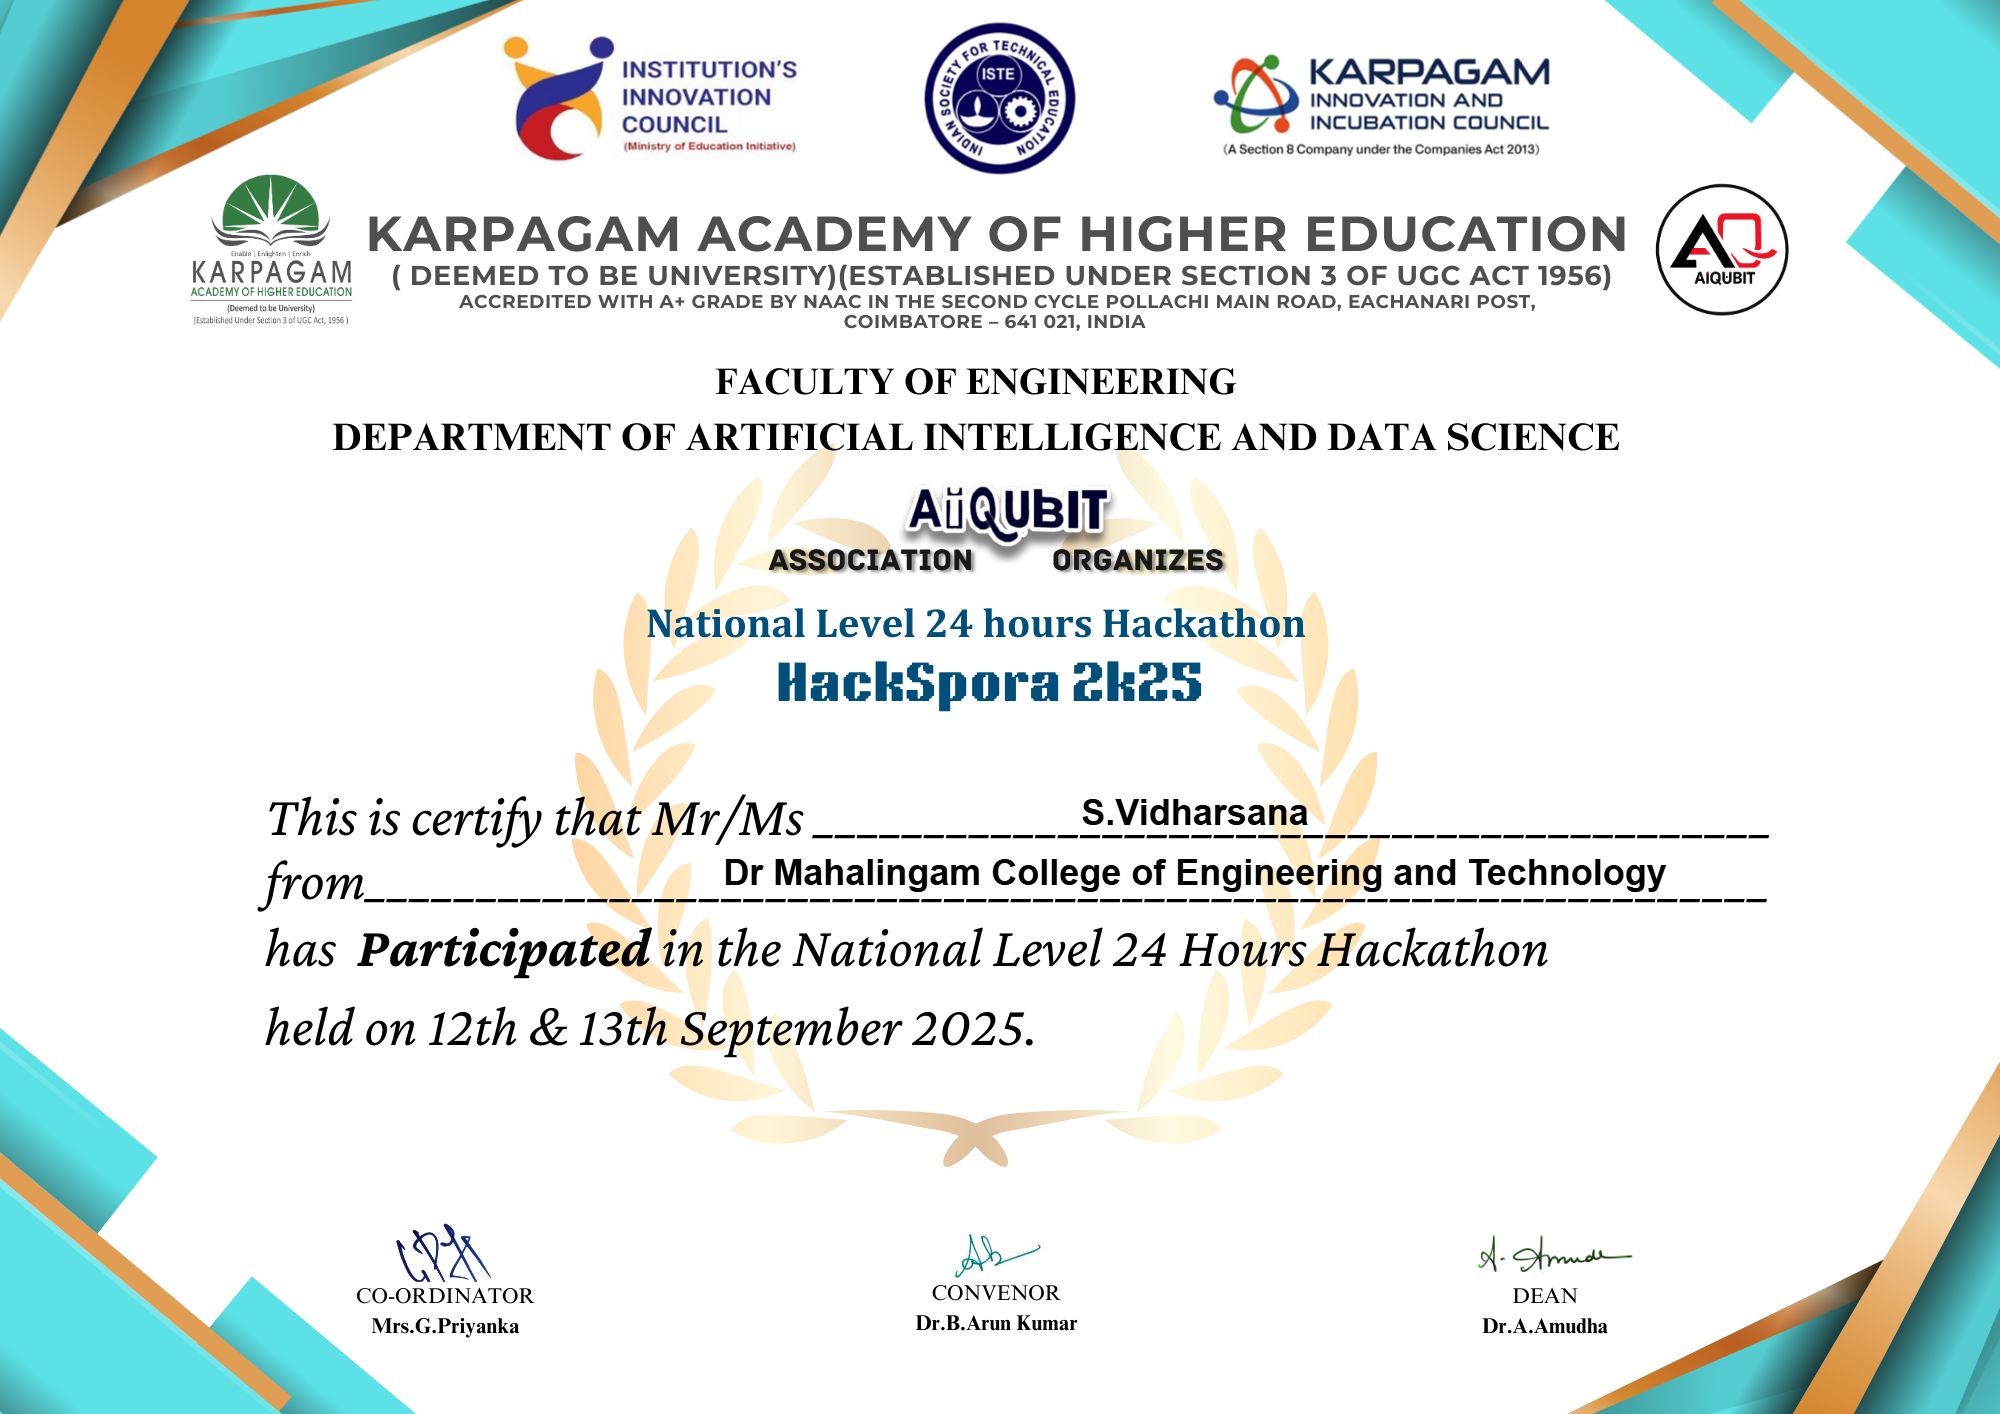 INSTITUTION'S
INNOVATION
COUNCIL
(Ministry of Education Initiative)
INDIAN SOCIETY FOR TECHNICAL EDUCATION
ISTE
KARPAGAM
INNOVATION AND
INCUBATION COUNCIL
(A Section 8 Company under the Companies Act 2013)
Enable | Enlighten | Enrich
KARPAGAM
ACADEMY OF HIGHER EDUCATION
(Deemed to be University)
(Established Under Section 3 of UGC Act, 1956 )
KARPAGAM ACADEMY OF HIGHER EDUCATION
( DEEMED TO BE UNIVERSITY)(ESTABLISHED UNDER SECTION 3 OF UGC ACT 1956)
ACCREDITED WITH A+ GRADE BY NAAC IN THE SECOND CYCLE POLLACHI MAIN ROAD, EACHANARI POST,
COIMBATORE – 641 021, INDIA
AQ
AIQUBIT
FACULTY OF ENGINEERING
DEPARTMENT OF ARTIFICIAL INTELLIGENCE AND DATA SCIENCE
AiQUbIT
ASSOCIATION ORGANIZES
National Level 24 hours Hackathon
HackSpora 2k25
This is certify that Mr/Ms S.Vidharsana
from Dr Mahalingam College of Engineering and Technology
has Participated in the National Level 24 Hours Hackathon
held on 12th & 13th September 2025.
A. Amudha
CO-ORDINATOR
Mrs.G.Priyanka
CONVENOR
Dr.B.Arun Kumar
DEAN
Dr.A.Amudha